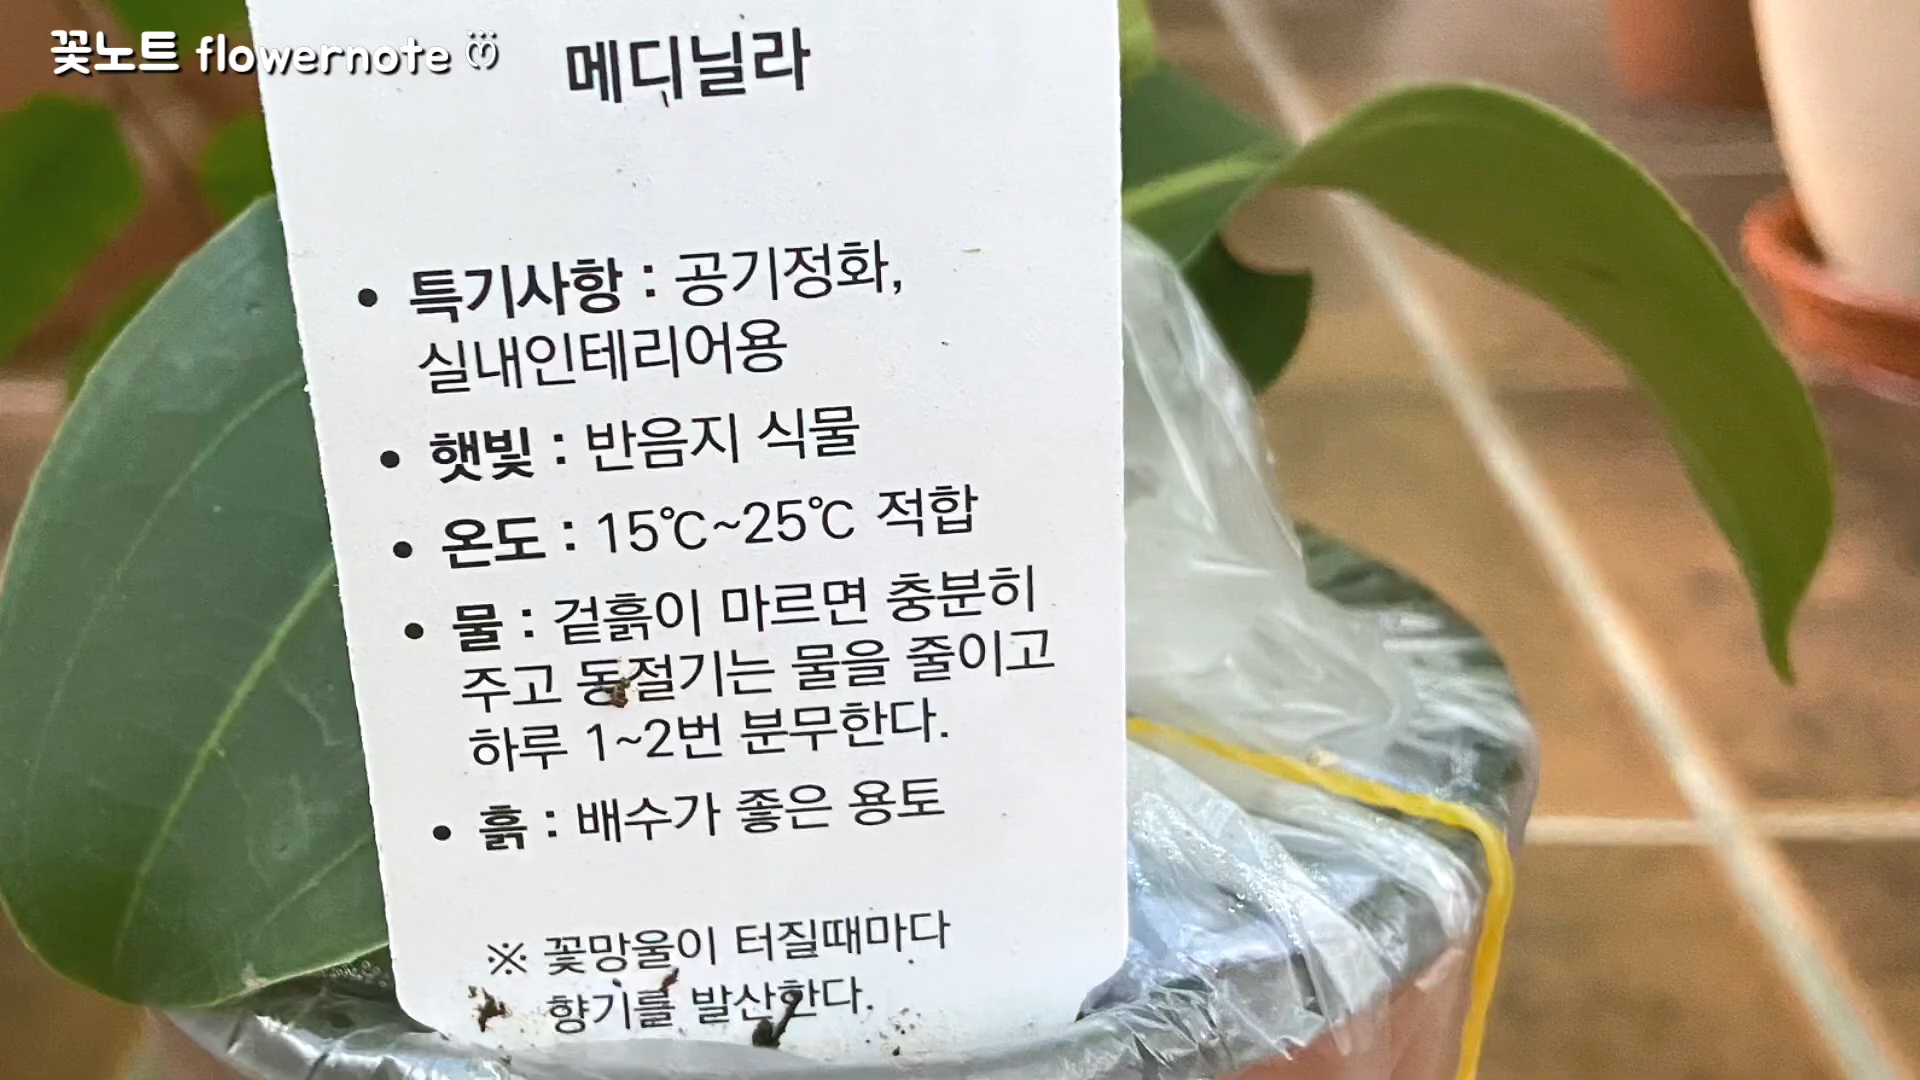 꽃노트 flowernote
메디닐라
• 특기사항 : 공기정화,
실내인테리어용
• 햇빛 : 반음지 식물
• 온도 : 15℃~25℃ 적합
• 물 : 겉흙이 마르면 충분히
주고 동절기는 물을 줄이고
하루 1~2번 분무한다.
• 흙 : 배수가 좋은 용토
※ 꽃망울이 터질때마다
향기를 발산한다.